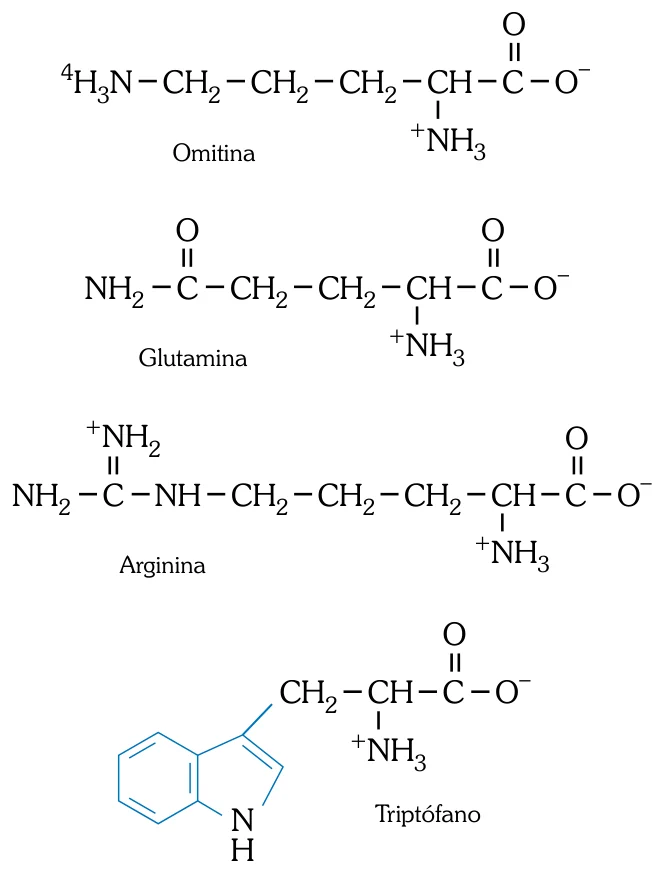 O
⁴H₃N–CH₂–CH₂–CH₂–CH–C–O⁻
⁺NH₃
Omitina
O O
NH₂–C–CH₂–CH₂–CH–C–O⁻
⁺NH₃
Glutamina
⁺NH₂ O
NH₂–C–NH–CH₂–CH₂–CH₂–CH–C–O⁻
⁺NH₃
Arginina
O
CH₂–CH–C–O⁻
⁺NH₃
N
H
Triptófano